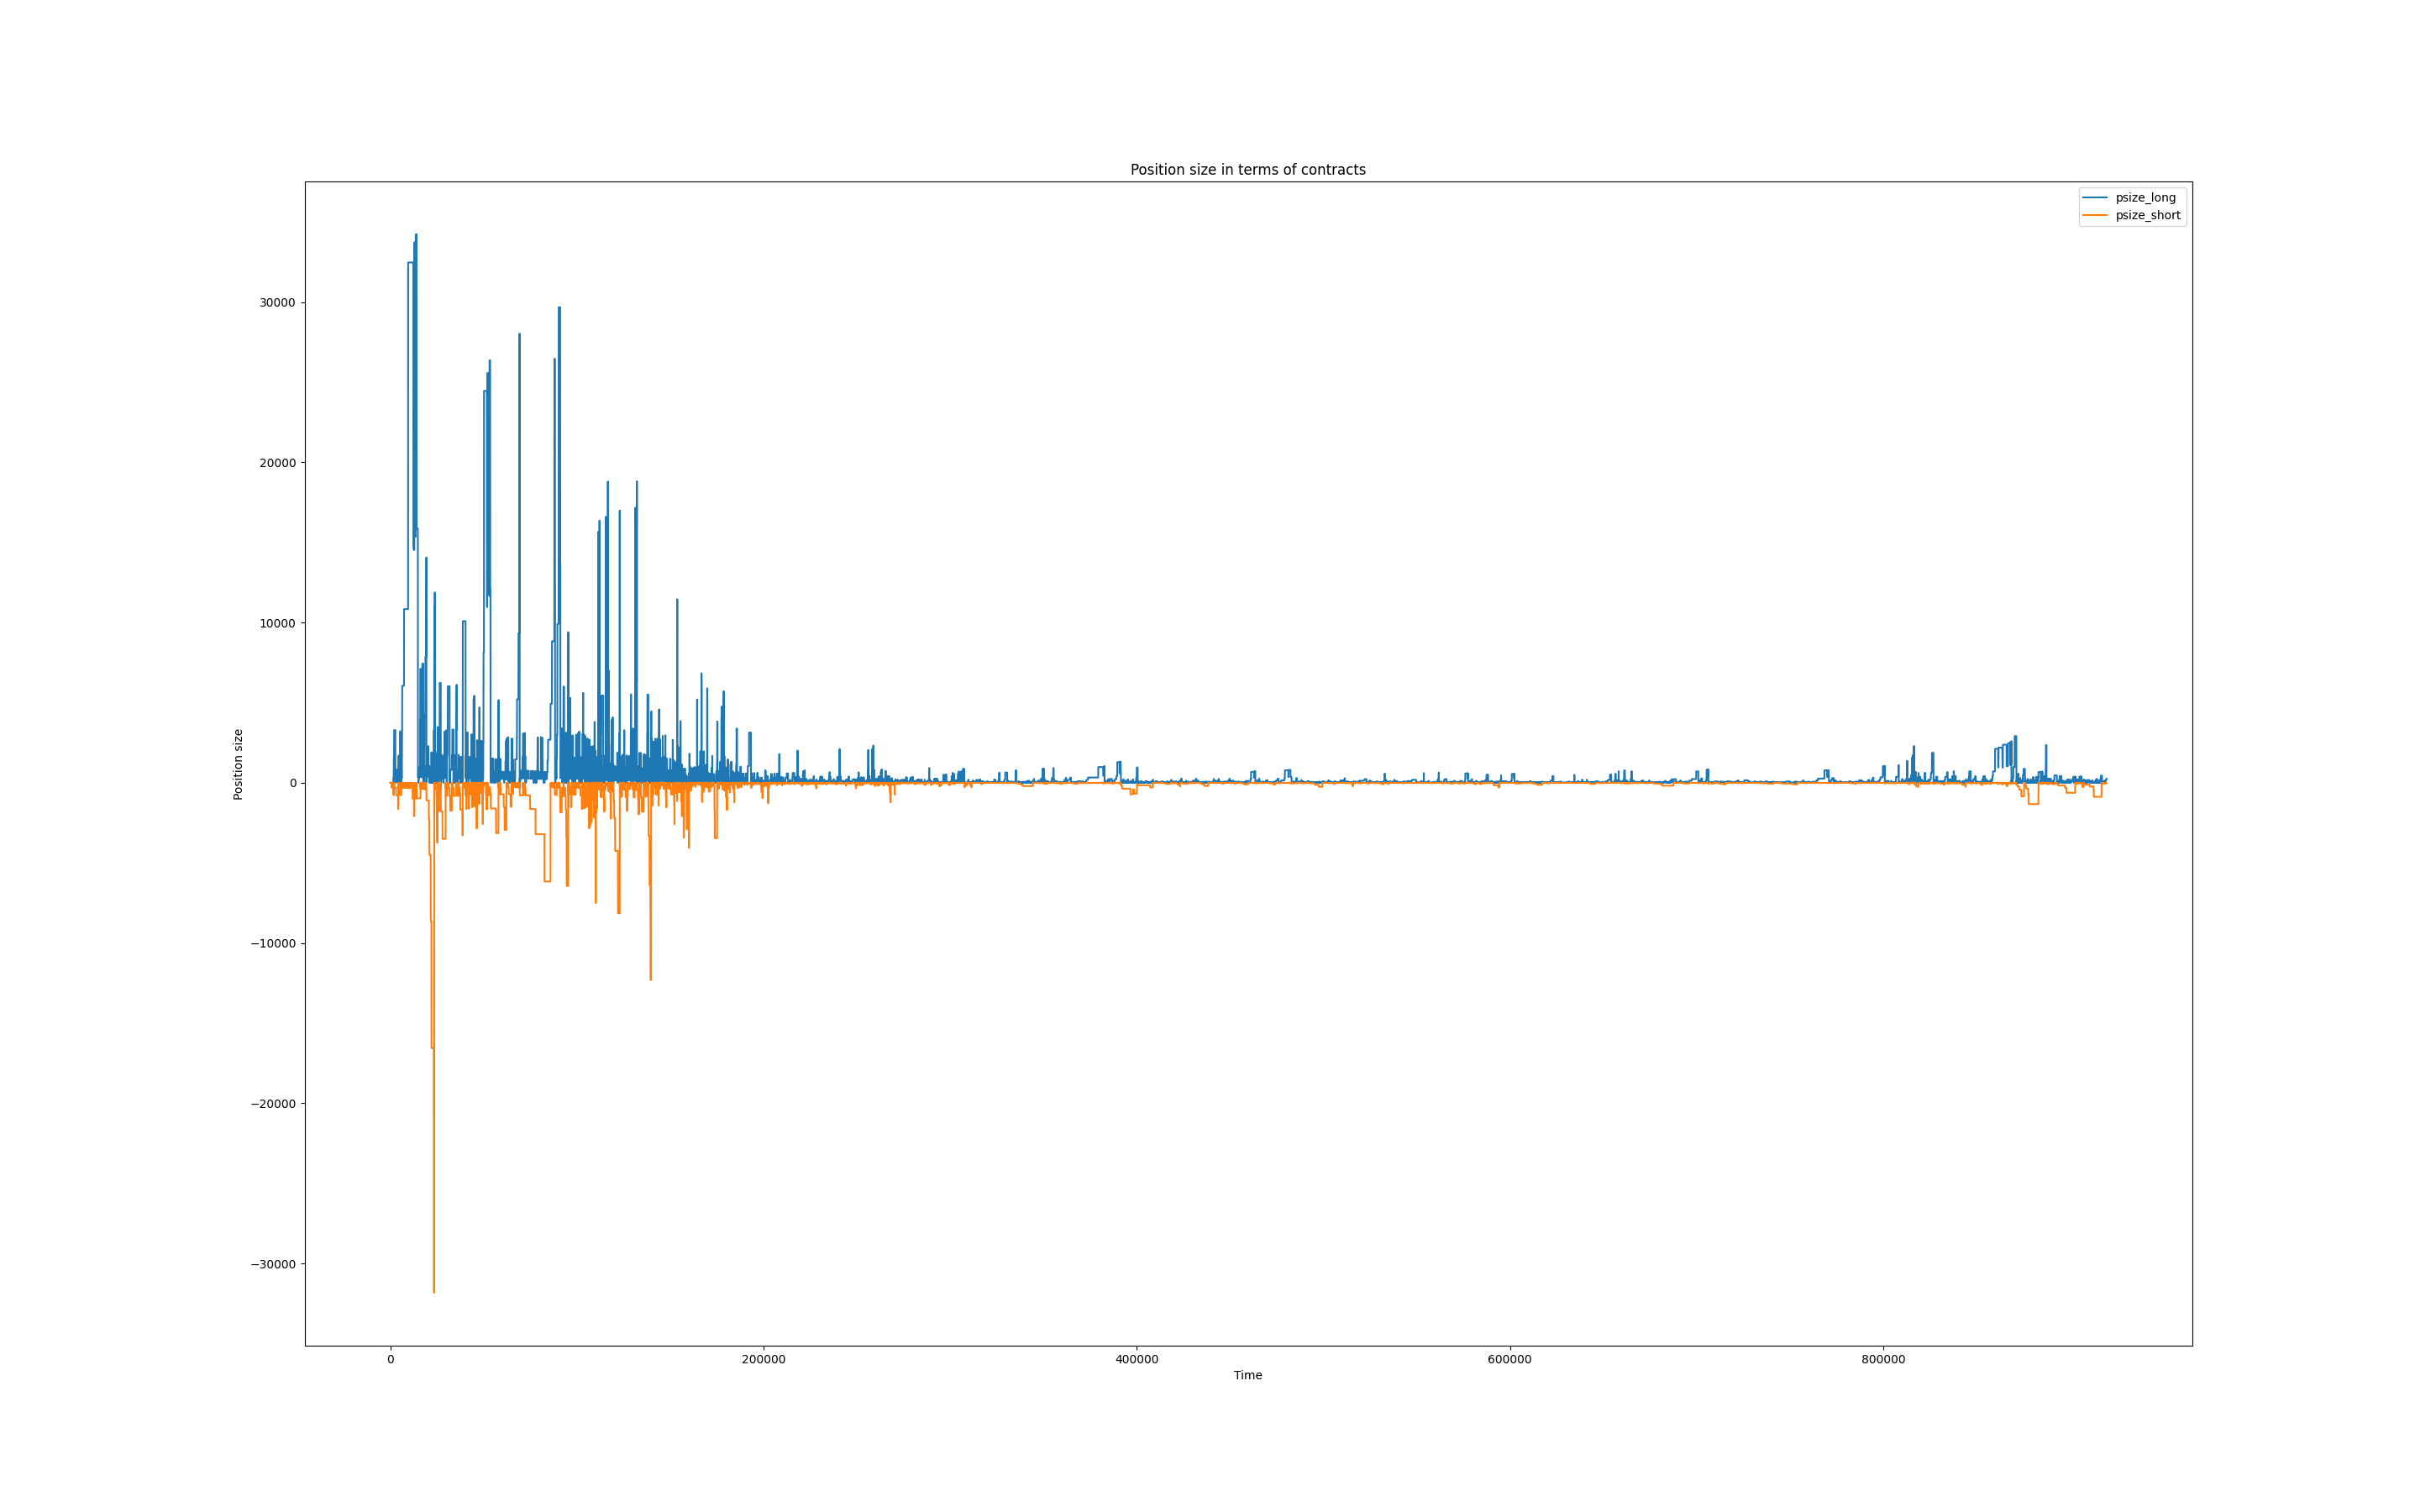 Position size in terms of contracts
psize_long
psize_short
30000
20000
10000
0
−10000
−20000
−30000
Position size
0
200000
400000
600000
800000
Time